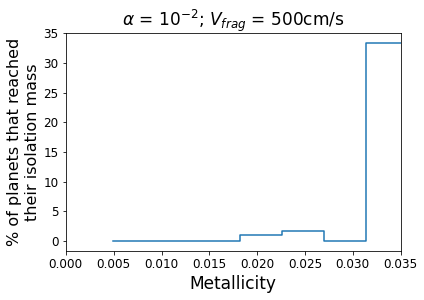 α = 10⁻²; V_frag = 500cm/s
% of planets that reached
their isolation mass
35
30
25
20
15
10
5
0
0.000 0.005 0.010 0.015 0.020 0.025 0.030 0.035
Metallicity